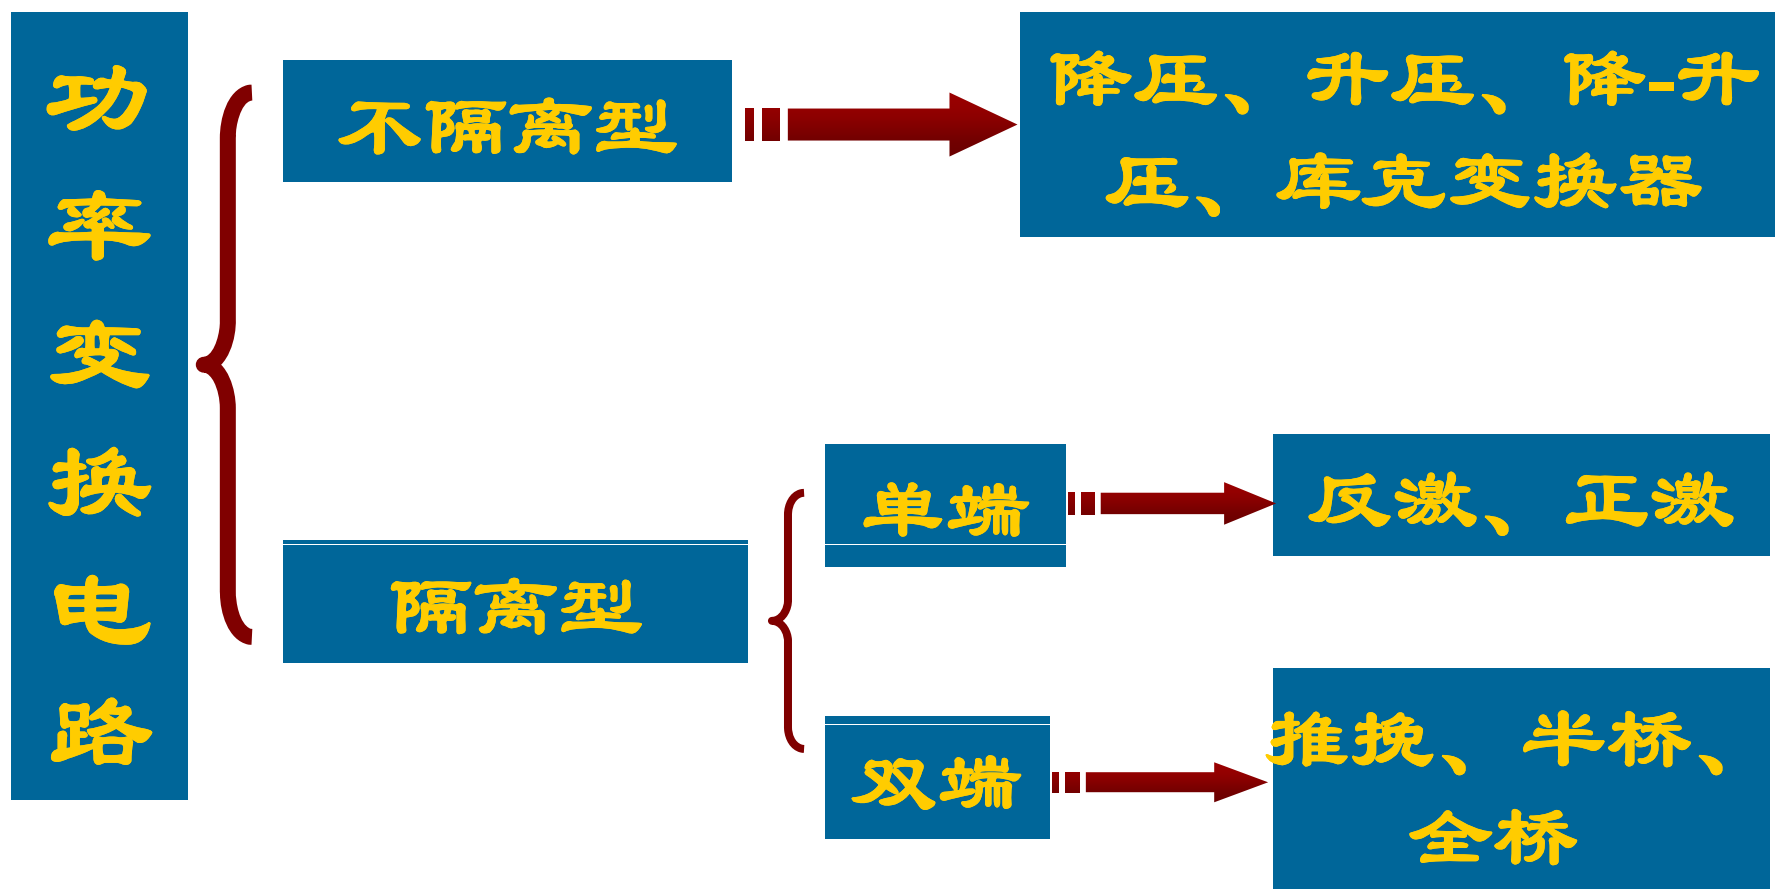 功率变换电路
不隔离型
降压、升压、降-升
压、库克变换器
隔离型
单端
反激、正激
双端
推挽、半桥、
全桥